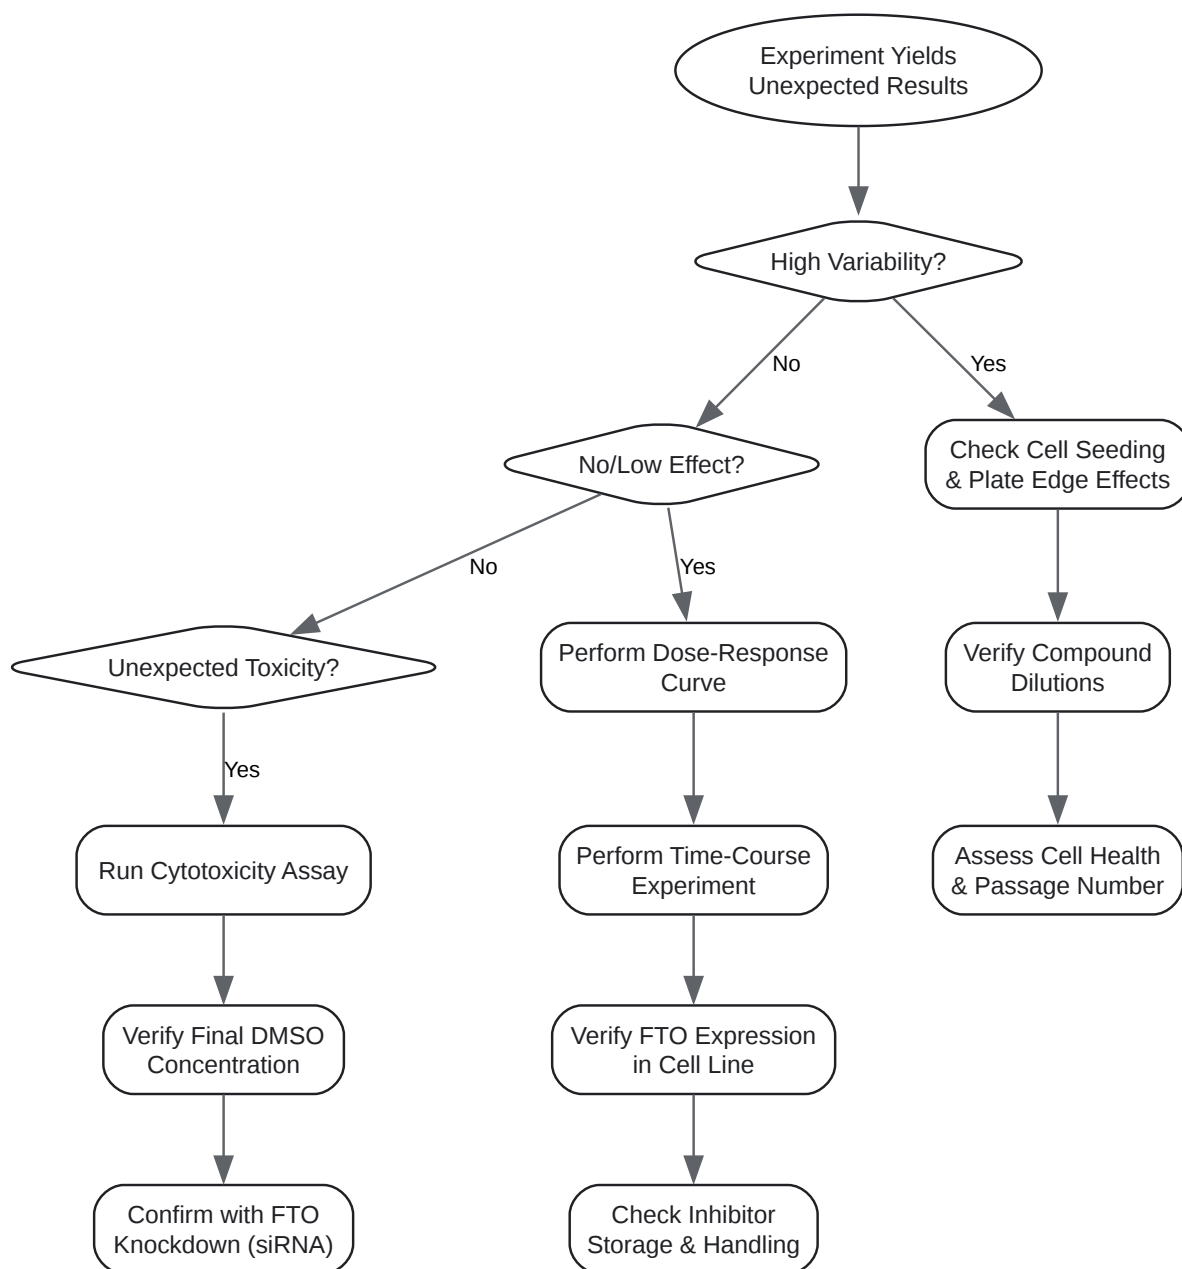 Experiment Yields
Unexpected Results
High Variability?
No
Yes
No/Low Effect?
Check Cell Seeding
& Plate Edge Effects
No
Yes
Unexpected Toxicity?
Perform Dose-Response
Curve
Verify Compound
Dilutions
Yes
Run Cytotoxicity Assay
Perform Time-Course
Experiment
Assess Cell Health
& Passage Number
Verify Final DMSO
Concentration
Verify FTO Expression
in Cell Line
Confirm with FTO
Knockdown (siRNA)
Check Inhibitor
Storage & Handling